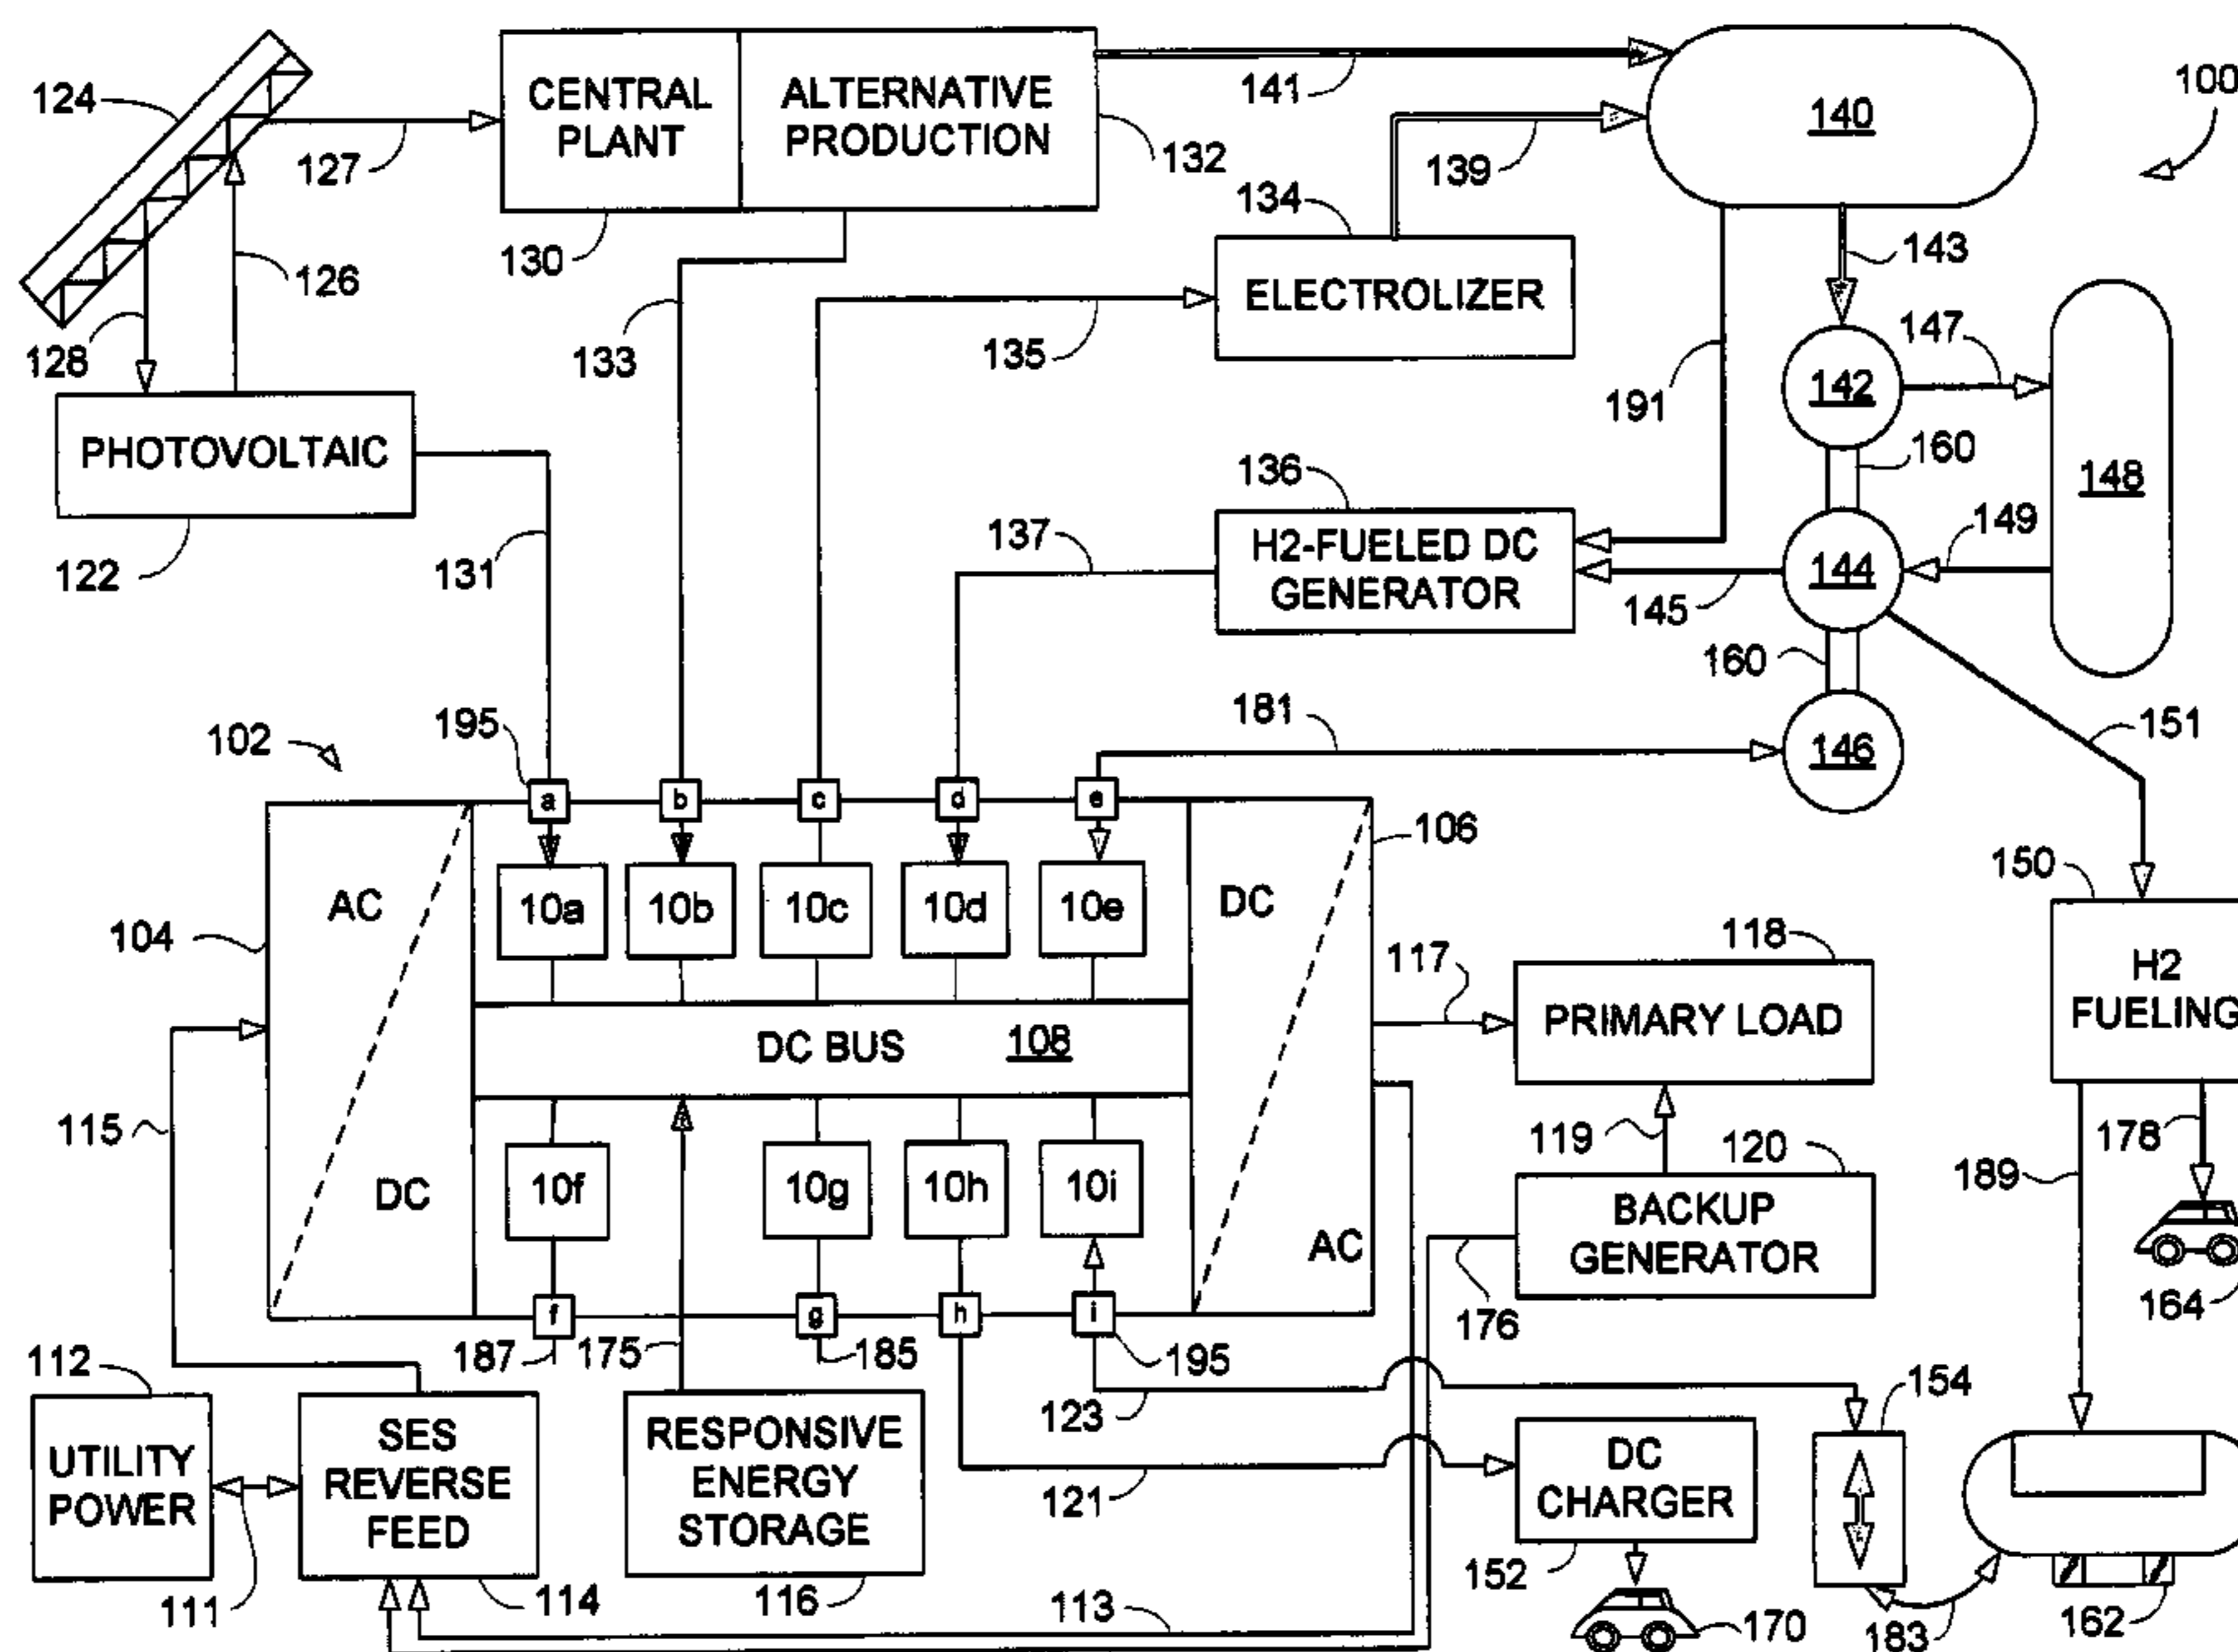 124
CENTRAL
PLANT
ALTERNATIVE
PRODUCTION
141
140
100
127
132
139
130
134
126
143
128
133
135
ELECTROLIZER
147
142
191
PHOTOVOLTAIC
136
160
148
122
131
137
H2-FUELED DC
GENERATOR
149
144
145
160
181
151
195
102
146
a
b
c
d
e
106
150
AC
10a
10b
10c
10d
10e
DC
104
118
117
H2
FUELING
PRIMARY LOAD
DC BUS
108
115
119
120
178
189
10f
10g
10h
10i
DC
BACKUP
GENERATOR
AC
176
164
f
g
h
i
187
175
185
195
112
123
154
UTILITY
POWER
SES
REVERSE
FEED
RESPONSIVE
ENERGY
STORAGE
121
DC
CHARGER
111
114
116
113
152
170
183
162